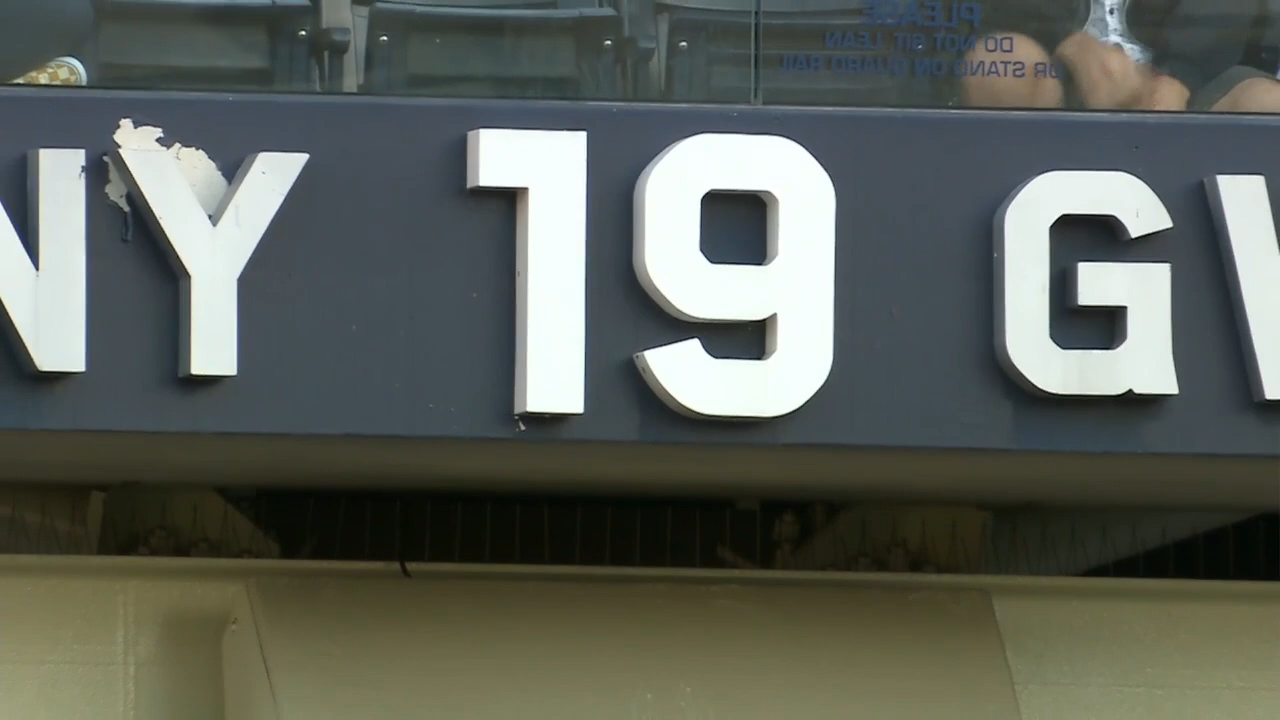 PLEASE
DO NOT SIT, LEAN
OR STAND ON GUARD RAIL
NY 19 G